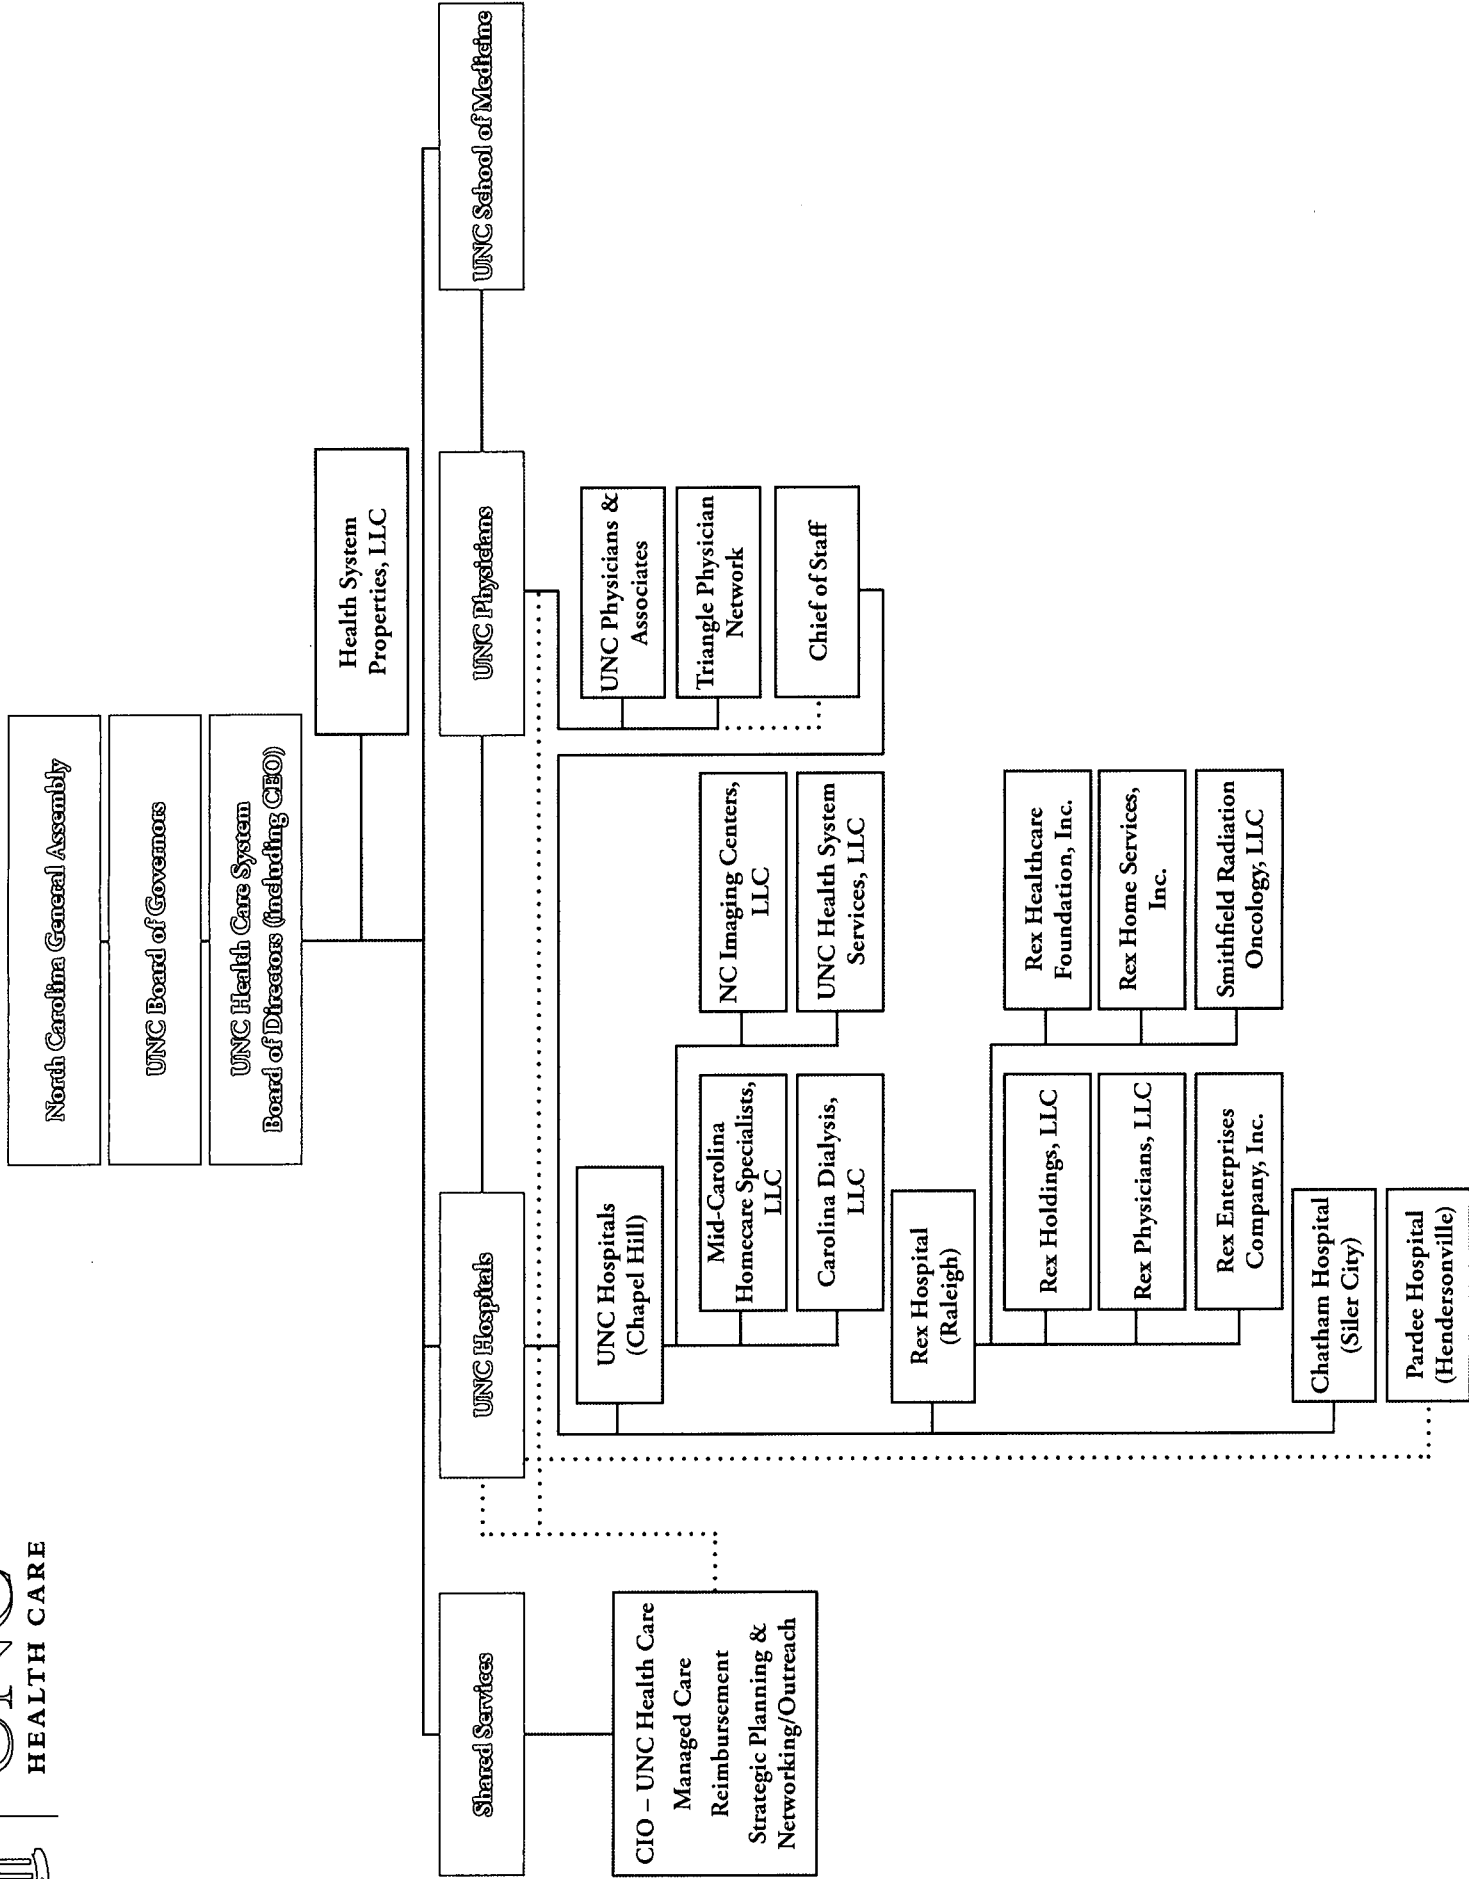 UNC
HEALTH CARE
North Carolina General Assembly
UNC Board of Governors
UNC Health Care System
Board of Directors (including CEO)
Health System
Properties, LLC
Shared Services
UNC Hospitals
UNC Physicians
UNC School of Medicine
CIO – UNC Health Care
Managed Care
Reimbursement
Strategic Planning &
Networking/Outreach
UNC Hospitals
(Chapel Hill)
Mid-Carolina
Homecare Specialists,
LLC
Carolina Dialysis,
LLC
NC Imaging Centers,
LLC
UNC Health System
Services, LLC
Rex Hospital
(Raleigh)
Rex Holdings, LLC
Rex Physicians, LLC
Rex Enterprises
Company, Inc.
Rex Healthcare
Foundation, Inc.
Rex Home Services,
Inc.
Smithfield Radiation
Oncology, LLC
Chatham Hospital
(Siler City)
Pardee Hospital
(Hendersonville)
UNC Physicians &
Associates
Triangle Physician
Network
Chief of Staff